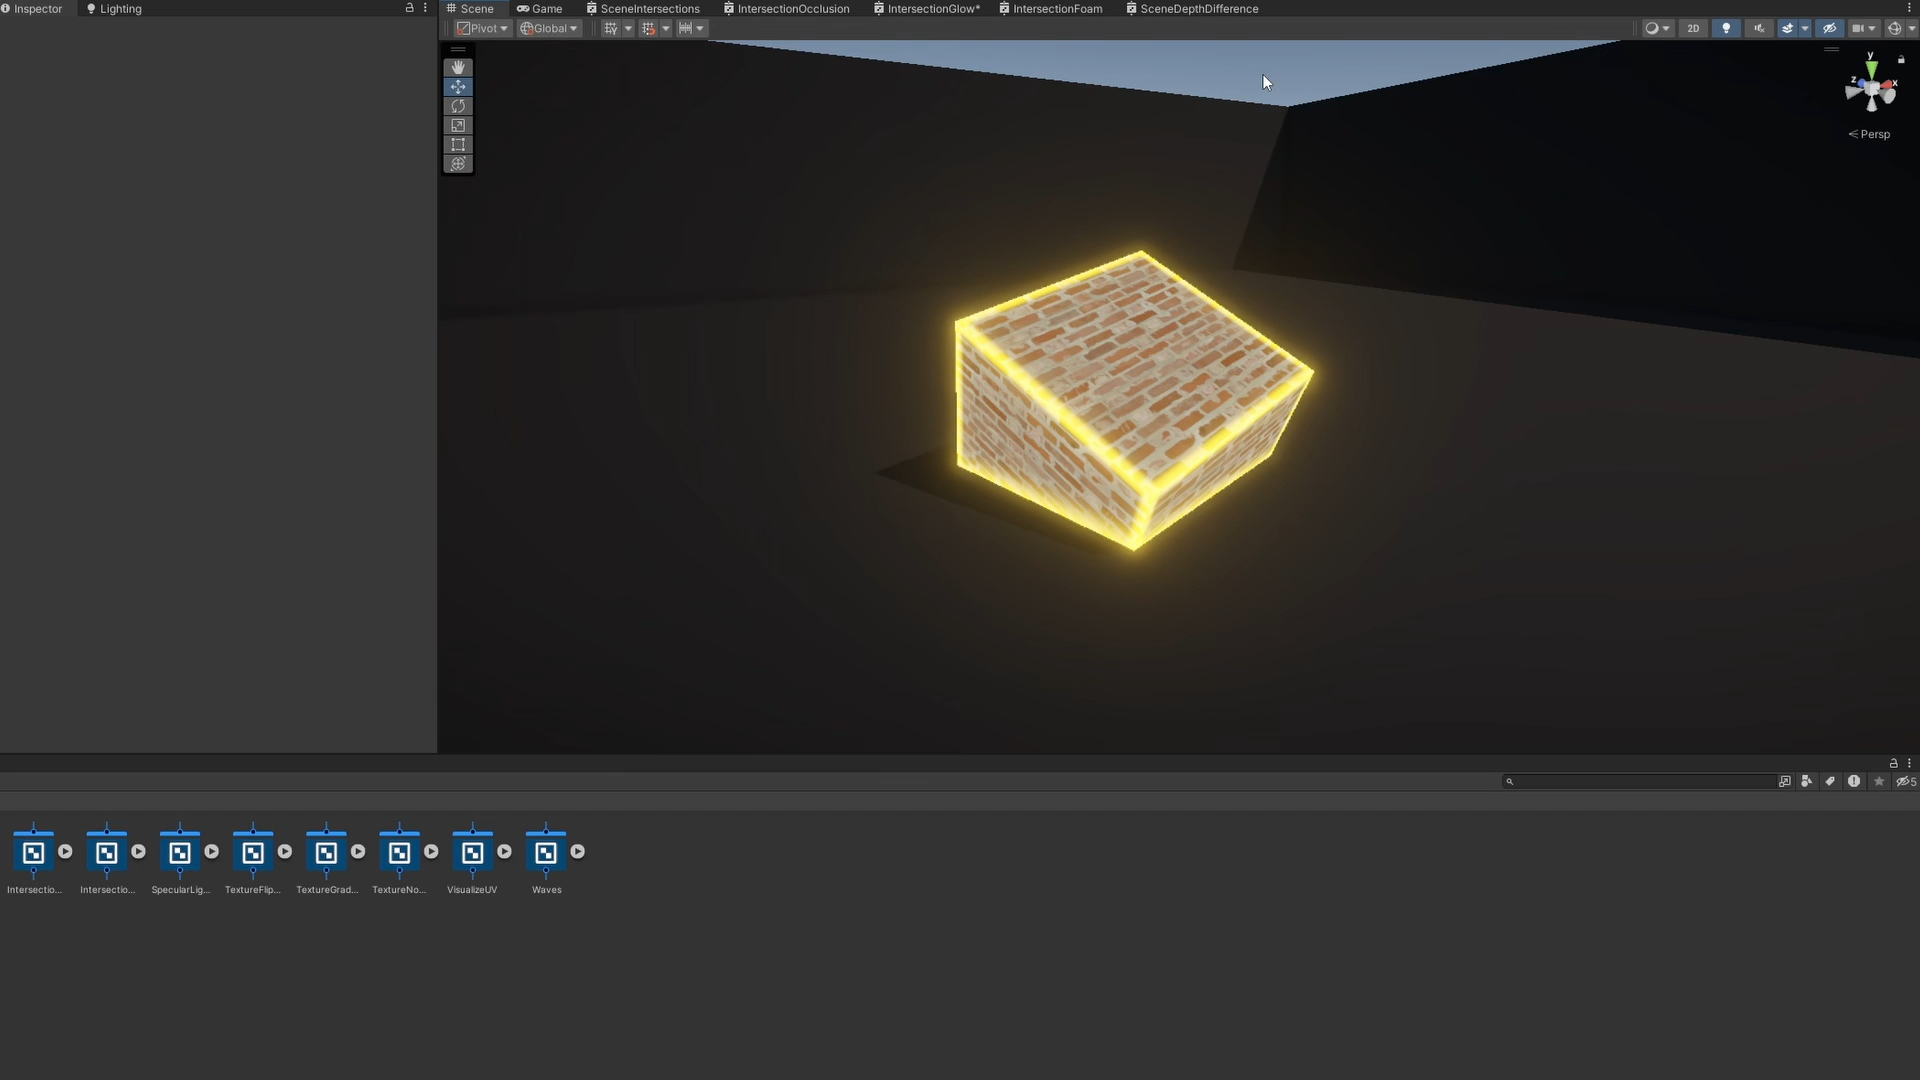 Inspector
Lighting
Scene
Game
SceneIntersections
IntersectionOcclusion
IntersectionGlow*
IntersectionFoam
SceneDepthDifference
Pivot
Global
2D
y
z
x
Persp
5
Intersectio...
Intersectio...
SpecularLig...
TextureFlip...
TextureGrad...
TextureNo...
VisualizeUV
Waves